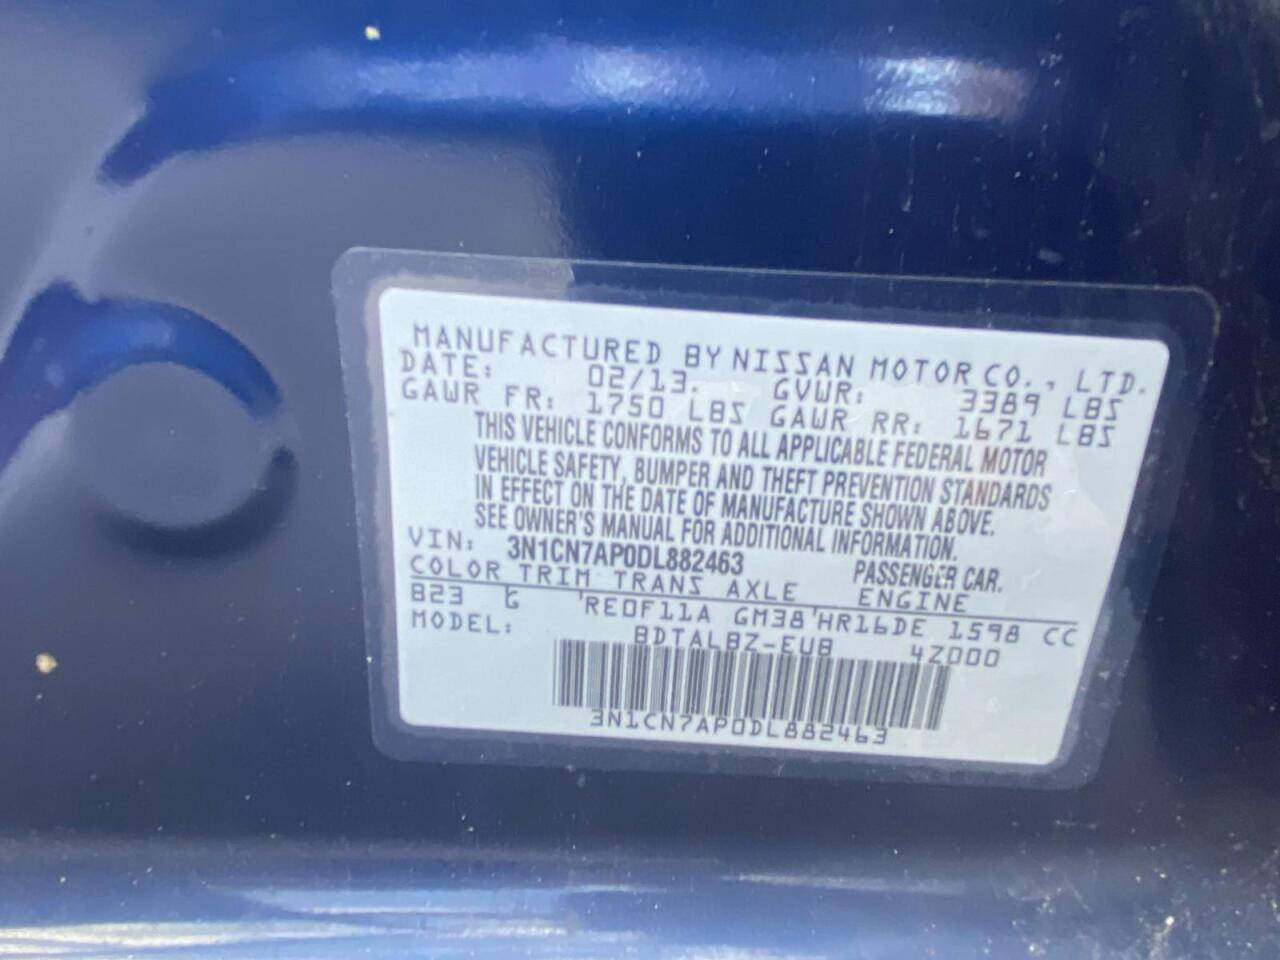 MANUFACTURED BY NISSAN MOTOR CO., LTD.
DATE: 02/13. GVWR: 3389 LBS
GAWR FR: 1750 LBS GAWR RR: 1671 LBS
THIS VEHICLE CONFORMS TO ALL APPLICABLE FEDERAL MOTOR
VEHICLE SAFETY, BUMPER AND THEFT PREVENTION STANDARDS
IN EFFECT ON THE DATE OF MANUFACTURE SHOWN ABOVE.
SEE OWNER'S MANUAL FOR ADDITIONAL INFORMATION.
VIN: 3N1CN7AP0DL882463 PASSENGER CAR.
COLOR TRIM TRANS AXLE ENGINE
B23 G RE0F11A GM38 HR16DE 1598 CC
MODEL: BDTALBZ-EUB 4Z000
3N1CN7AP0DL882463